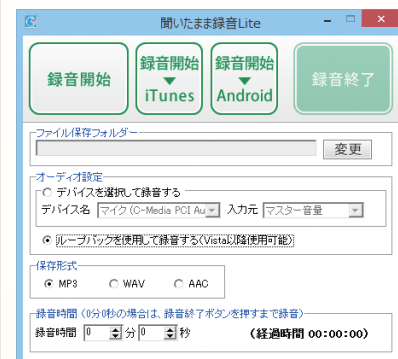 聞いたまま録音Lite
録音開始
録音開始
▼
iTunes
録音開始
▼
Android
録音終了
ファイル保存フォルダー
変更
オーディオ設定
デバイスを選択して録音する
デバイス名 マイク (C-Media PCI Au 入力元 マスター音量
ループバックを使用して録音する(Vista以降使用可能)
保存形式
MP3 WAV AAC
録音時間 (0分0秒の場合は、録音終了ボタンを押すまで録音)
録音時間 0 分 0 秒 (経過時間 00:00:00)